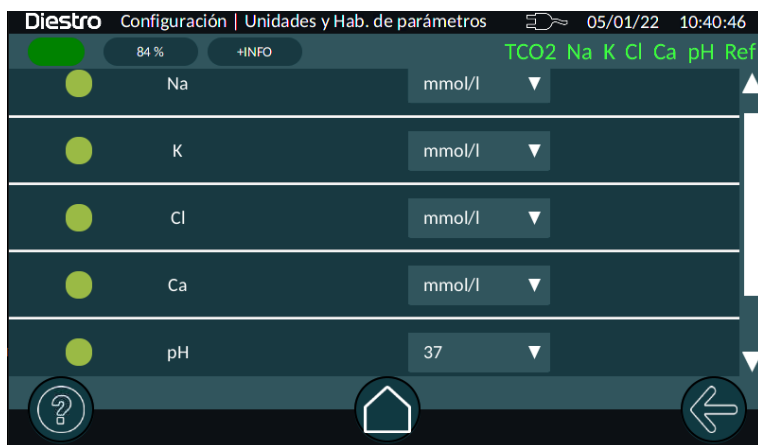 Diestro Configuración | Unidades y Hab. de parámetros 05/01/22 10:40:46
84 % +INFO TCO2 Na K Cl Ca pH Ref
Na mmol/l
K mmol/l
Cl mmol/l
Ca mmol/l
pH 37
?